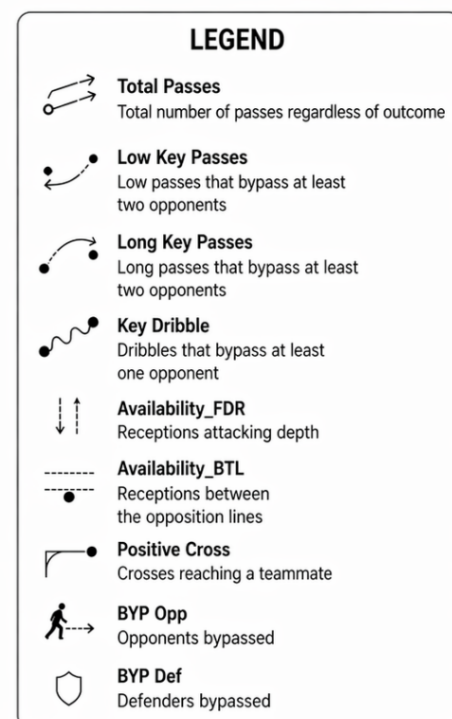 LEGEND
Total Passes
Total number of passes regardless of outcome
Low Key Passes
Low passes that bypass at least
two opponents
Long Key Passes
Long passes that bypass at least
two opponents
Key Dribble
Dribbles that bypass at least
one opponent
Availability_FDR
Receptions attacking depth
Availability_BTL
Receptions between
the opposition lines
Positive Cross
Crosses reaching a teammate
BYP Opp
Opponents bypassed
BYP Def
Defenders bypassed